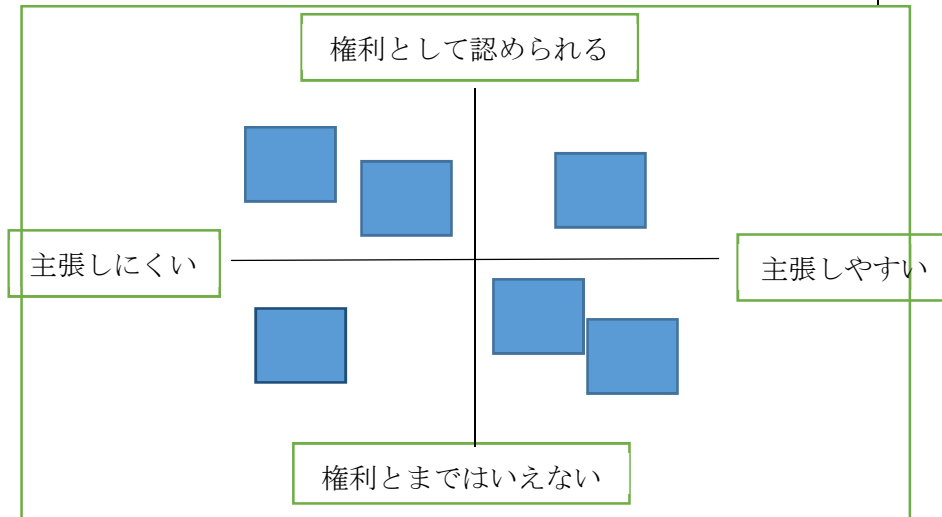 権利として認められる
主張しにくい
主張しやすい
権利とまではいえない